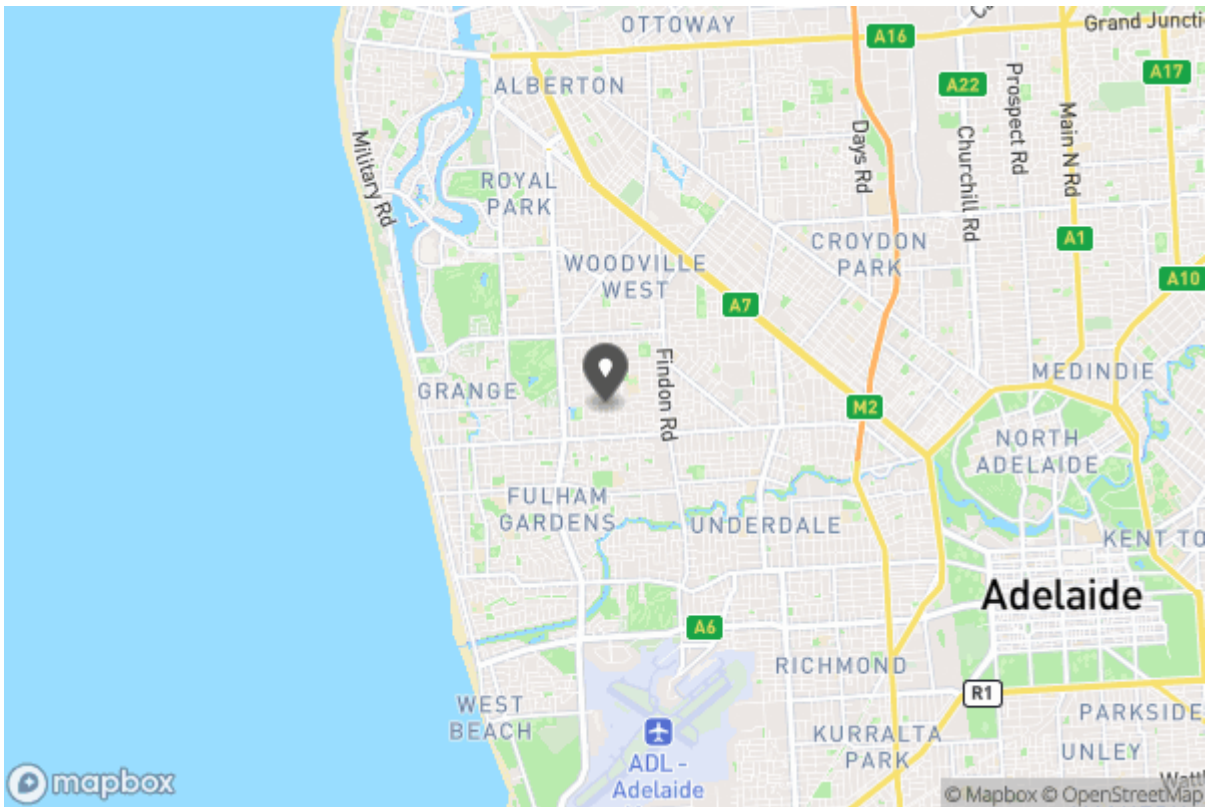 OTTOWAY
Grand Juncti
A16
A17
ALBERTON
A22
Prospect Rd
Main N Rd
Military Rd
Days Rd
Churchill Rd
ROYAL
PARK
CROYDON
PARK
A1
WOODVILLE
WEST
A10
A7
Findon Rd
MEDINDIE
GRANGE
M2
NORTH
ADELAIDE
FULHAM
GARDENS
UNDERDALE
KENT TO
Adelaide
A6
RICHMOND
R1
WEST
BEACH
PARKSIDE
KURRALTA
PARK
UNLEY
ADL -
Adelaide
Watt
mapbox
© Mapbox © OpenStreetMap